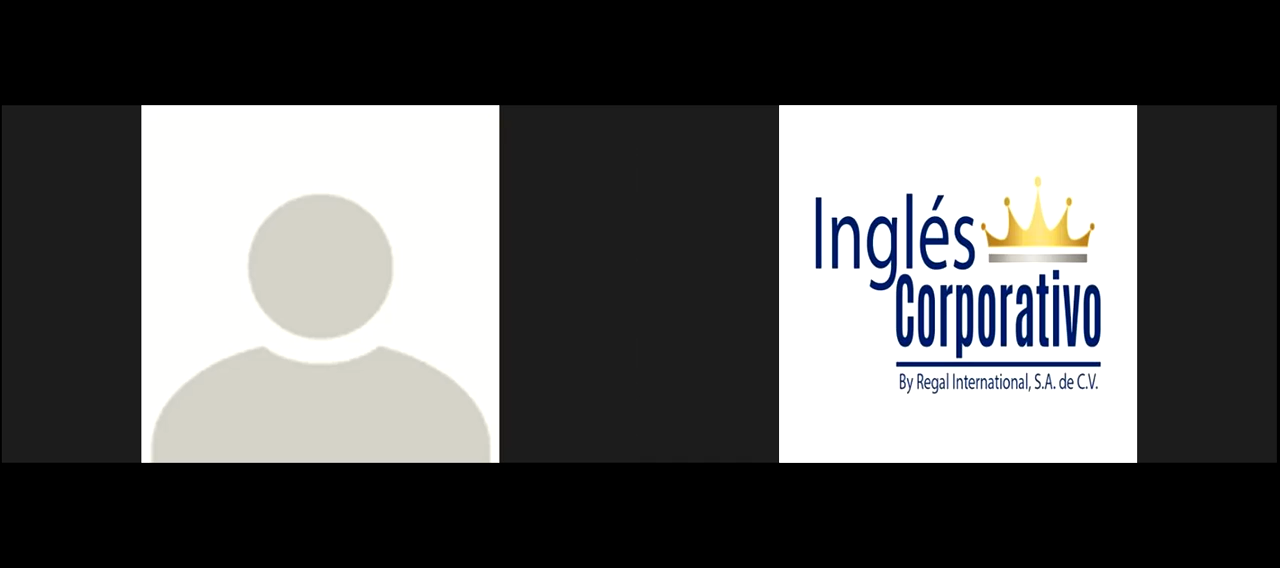 Inglés
Corporativo
By Regal International, S.A. de C.V.